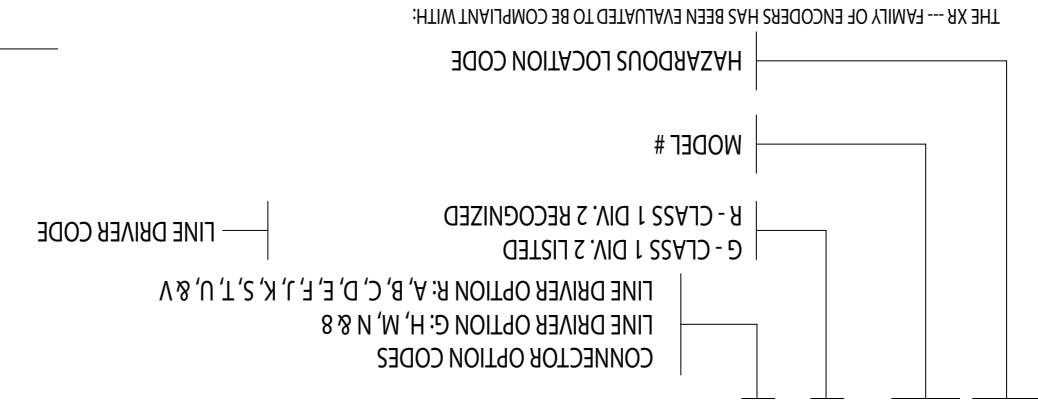 CONNECTOR OPTION CODES
LINE DRIVER OPTION G: H, M, N & 8
LINE DRIVER OPTION R: A, B, C, D, E, F, J, K, S, T, U, & V
G - CLASS 1 DIV. 2 LISTED
R - CLASS 1 DIV. 2 RECOGNIZED
LINE DRIVER CODE
MODEL #
HAZARDOUS LOCATION CODE
THE XR --- FAMILY OF ENCODERS HAS BEEN EVALUATED TO BE COMPLIANT WITH: